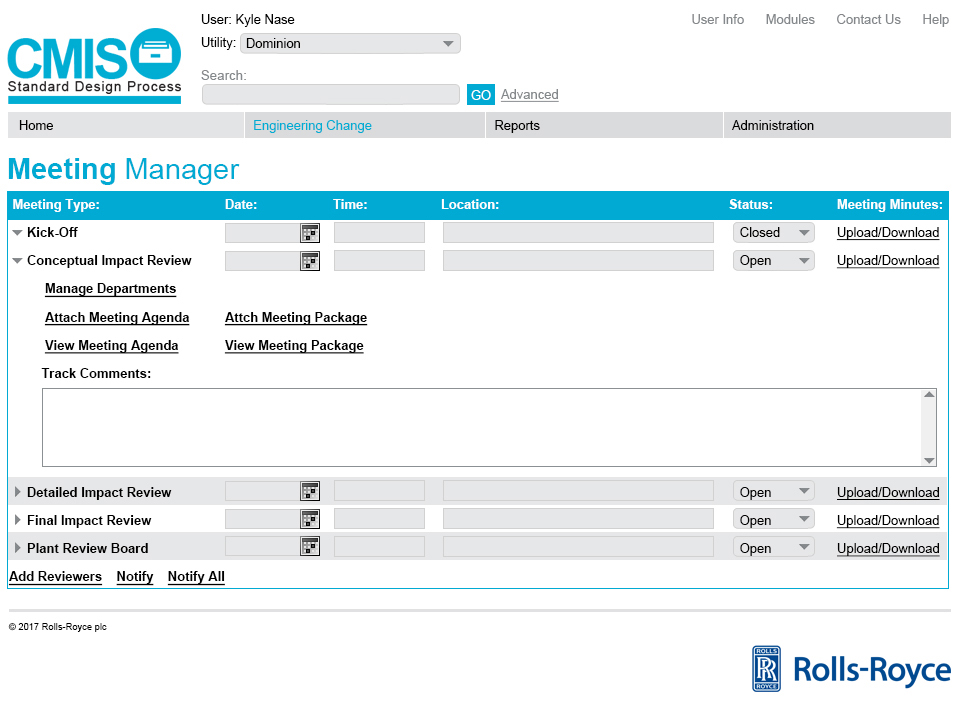 User: Kyle Nase
User Info Modules Contact Us Help
Utility: Dominion
CMIS
Standard Design Process
Search:
GO Advanced
Home Engineering Change Reports Administration
Meeting Manager
Meeting Type: Date: Time: Location: Status: Meeting Minutes:
Kick-Off Closed Upload/Download
Conceptual Impact Review Open Upload/Download
Manage Departments
Attach Meeting Agenda Attch Meeting Package
View Meeting Agenda View Meeting Package
Track Comments:
Detailed Impact Review Open Upload/Download
Final Impact Review Open Upload/Download
Plant Review Board Open Upload/Download
Add Reviewers Notify Notify All
© 2017 Rolls-Royce plc
ROLLS
RR
ROYCE
Rolls-Royce